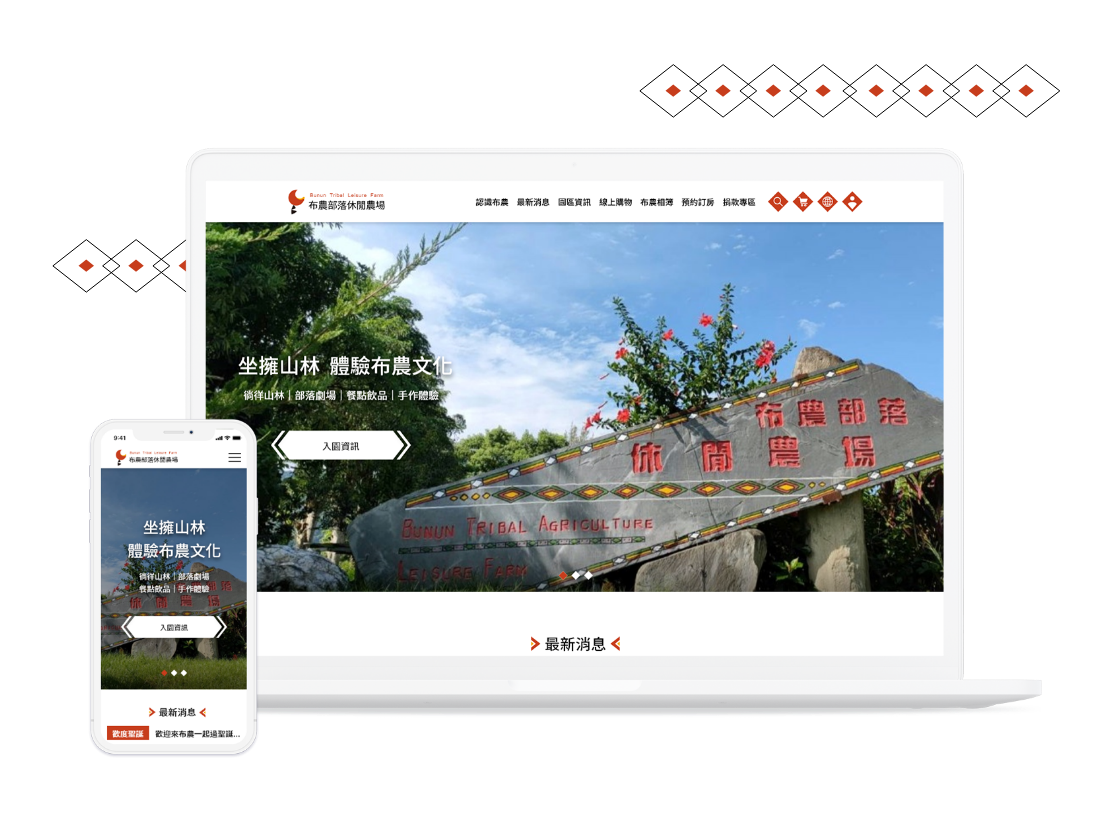 Bunun Tribal Leisure Farm
布農部落休閒農場
認識布農 最新消息 園區資訊 線上購物 布農相簿 預約訂房 捐款專區
坐擁山林 體驗布農文化
徜徉山林｜部落劇場｜餐點飲品｜手作體驗
入園資訊
布農部落
休閒農場
BUNUN TRIBAL AGRICULTURE
LEISURE FARM
最新消息
9:41
Bunun Tribal Leisure Farm
布農部落休閒農場
坐擁山林
體驗布農文化
徜徉山林｜部落劇場
餐點飲品｜手作體驗
入園資訊
最新消息
歡度聖誕 歡迎來布農一起過聖誕...